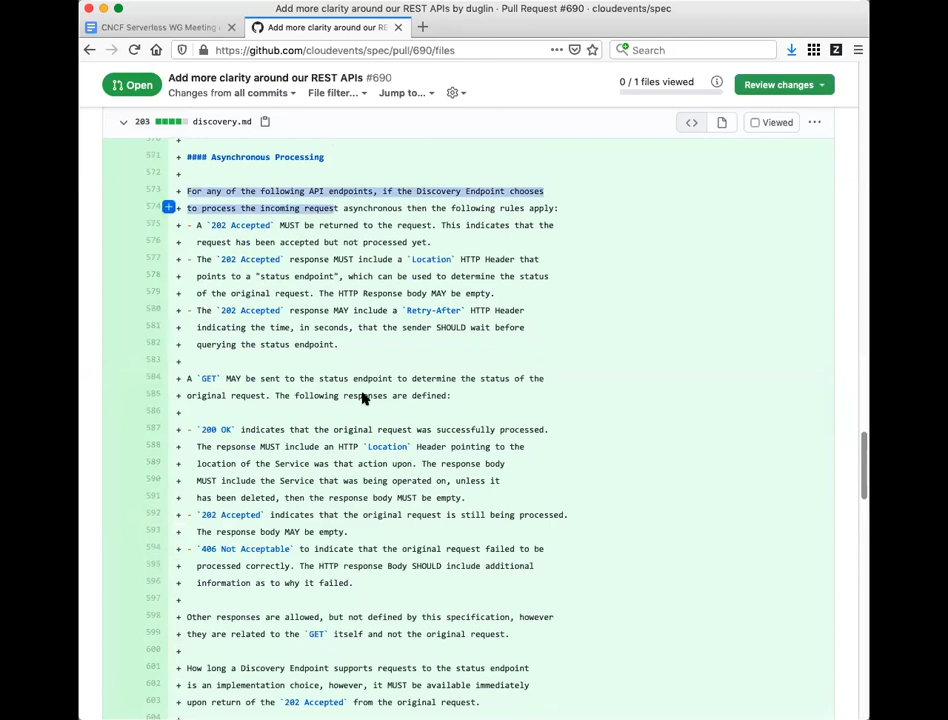 Add more clarity around our REST APIs by duglin · Pull Request #690 · cloudevents/spec
CNCF Serverless WG Meeting
Add more clarity around our REST APIs
https://github.com/cloudevents/spec/pull/690/files
Search
Open
Add more clarity around our REST APIs #690
Changes from all commits
File filter...
Jump to...
0 / 1 files viewed
Review changes
203 discovery.md
Viewed
+
571 + #### Asynchronous Processing
572 +
573 + For any of the following API endpoints, if the Discovery Endpoint chooses
574 + to process the incoming request asynchronous then the following rules apply:
575 + - A `202 Accepted` MUST be returned to the request. This indicates that the
576 + request has been accepted but not processed yet.
577 + - The `202 Accepted` response MUST include a `Location` HTTP Header that
578 + points to a "status endpoint", which can be used to determine the status
579 + of the original request. The HTTP Response body MAY be empty.
580 + - The `202 Accepted` response MAY include a `Retry-After` HTTP Header
581 + indicating the time, in seconds, that the sender SHOULD wait before
582 + querying the status endpoint.
583 +
584 + A `GET` MAY be sent to the status endpoint to determine the status of the
585 + original request. The following responses are defined:
586 +
587 + - `200 OK` indicates that the original request was successfully processed.
588 + The repsonse MUST include an HTTP `Location` Header pointing to the
589 + location of the Service was that action upon. The response body
590 + MUST include the Service that was being operated on, unless it
591 + has been deleted, then the response body MUST be empty.
592 + - `202 Accepted` indicates that the original request is still being processed.
593 + The response body MAY be empty.
594 + - `406 Not Acceptable` to indicate that the original request failed to be
595 + processed correctly. The HTTP response Body SHOULD include additional
596 + information as to why it failed.
597 +
598 + Other responses are allowed, but not defined by this specification, however
599 + they are related to the `GET` itself and not the original request.
600 +
601 + How long a Discovery Endpoint supports requests to the status endpoint
602 + is an implementation choice, however, it MUST be available immediately
603 + upon return of the `202 Accepted` from the original request.
604